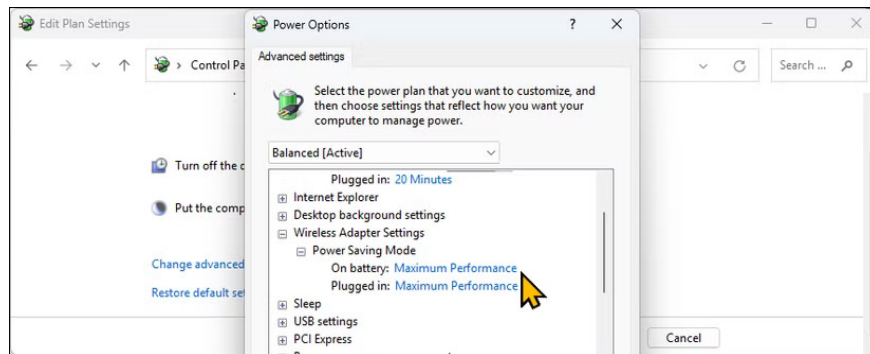 Edit Plan Settings
Control Pa
Search ...
Turn off the c
Put the comp
Change advanced
Restore default set
Cancel
Power Options
?
Advanced settings
Select the power plan that you want to customize, and
then choose settings that reflect how you want your
computer to manage power.
Balanced [Active]
Plugged in: 20 Minutes
Internet Explorer
Desktop background settings
Wireless Adapter Settings
Power Saving Mode
On battery: Maximum Performance
Plugged in: Maximum Performance
Sleep
USB settings
PCI Express